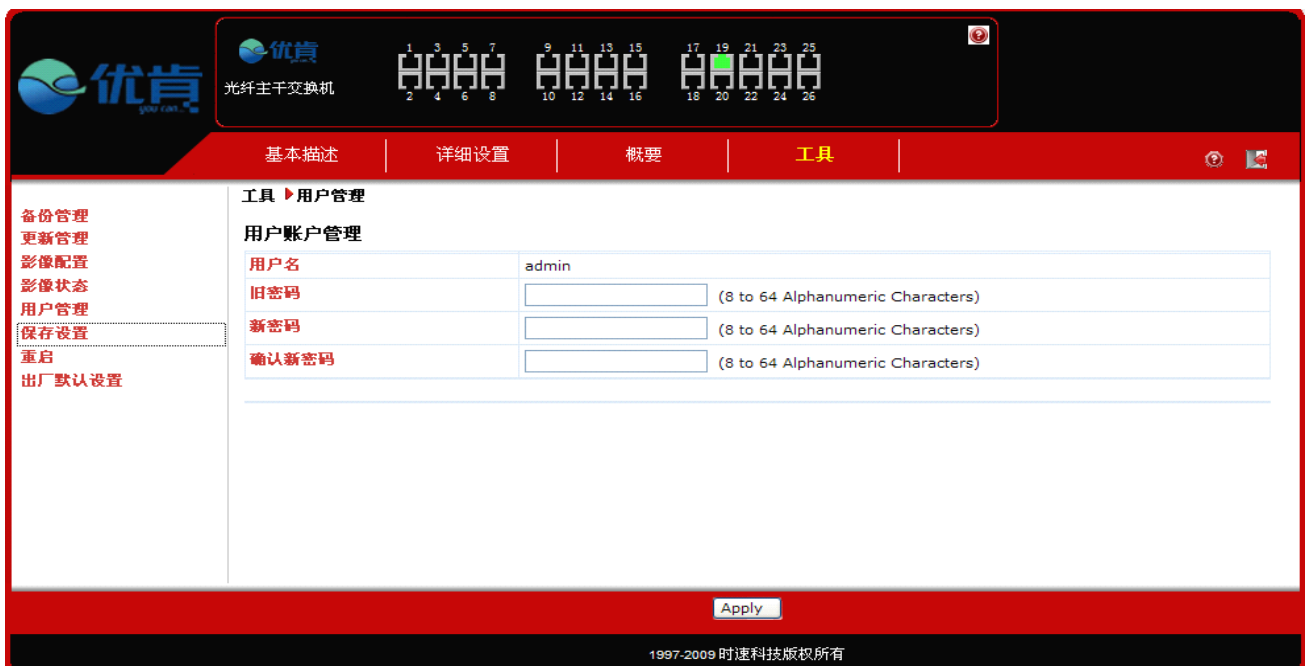 优肯
you can..
优肯
光纤主干交换机
1 3 5 7 9 11 13 15 17 19 21 23 25
2 4 6 8 10 12 14 16 18 20 22 24 26
基本描述 详细设置 概要 工具
备份管理
更新管理
影像配置
影像状态
用户管理
保存设置
重启
出厂默认设置
工具 用户管理
用户账户管理
用户名 admin
旧密码 (8 to 64 Alphanumeric Characters)
新密码 (8 to 64 Alphanumeric Characters)
确认新密码 (8 to 64 Alphanumeric Characters)
Apply
1997-2009 时速科技版权所有